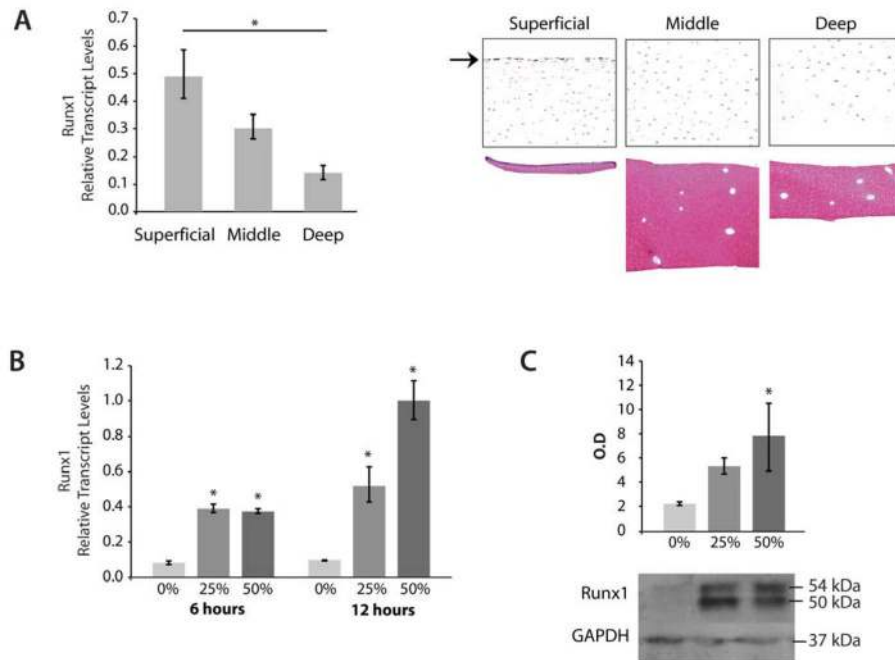 A
Runx1
Relative Transcript Levels
0.7
0.6
0.5
0.4
0.3
0.2
0.1
0.0
*
Superficial Middle Deep
Superficial Middle Deep
B
Runx1
Relative Transcript Levels
1.2
1.0
0.8
0.6
0.4
0.2
0.0
* * * *
0% 25% 50% 0% 25% 50%
6 hours 12 hours
C
O.D
14
12
10
8
6
4
2
0
*
0% 25% 50%
Runx1
54 kDa
50 kDa
GAPDH
37 kDa